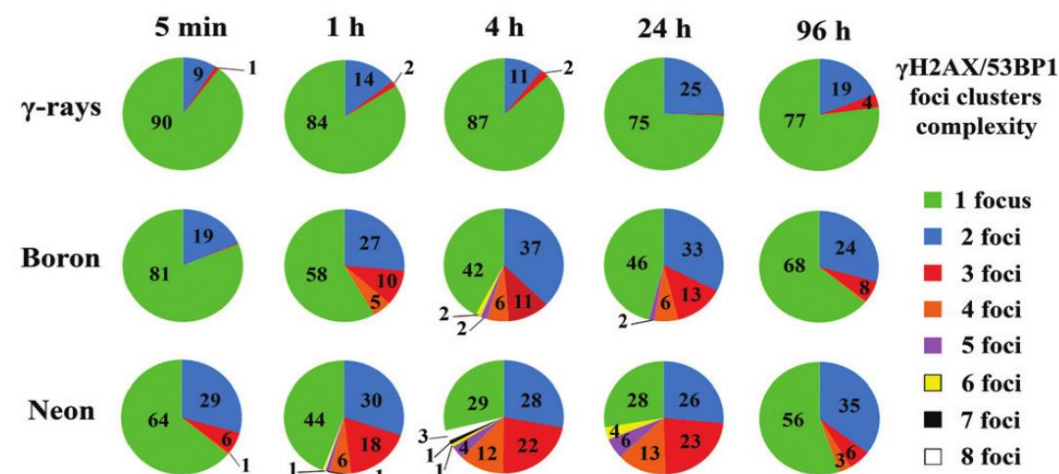 5 min 1 h 4 h 24 h 96 h
γ-rays
9 1 90
14 2 84
11 2 87
25 75
19 4 77
γH2AX/53BP1
foci clusters
complexity
Boron
19 81
27 10 5 58
37 11 6 2 2 42
33 13 6 2 46
24 8 68
Neon
29 6 1 64
30 18 6 1 1 44
28 22 12 4 1 1 3 29
26 23 13 6 4 28
35 6 3 56
1 focus
2 foci
3 foci
4 foci
5 foci
6 foci
7 foci
8 foci